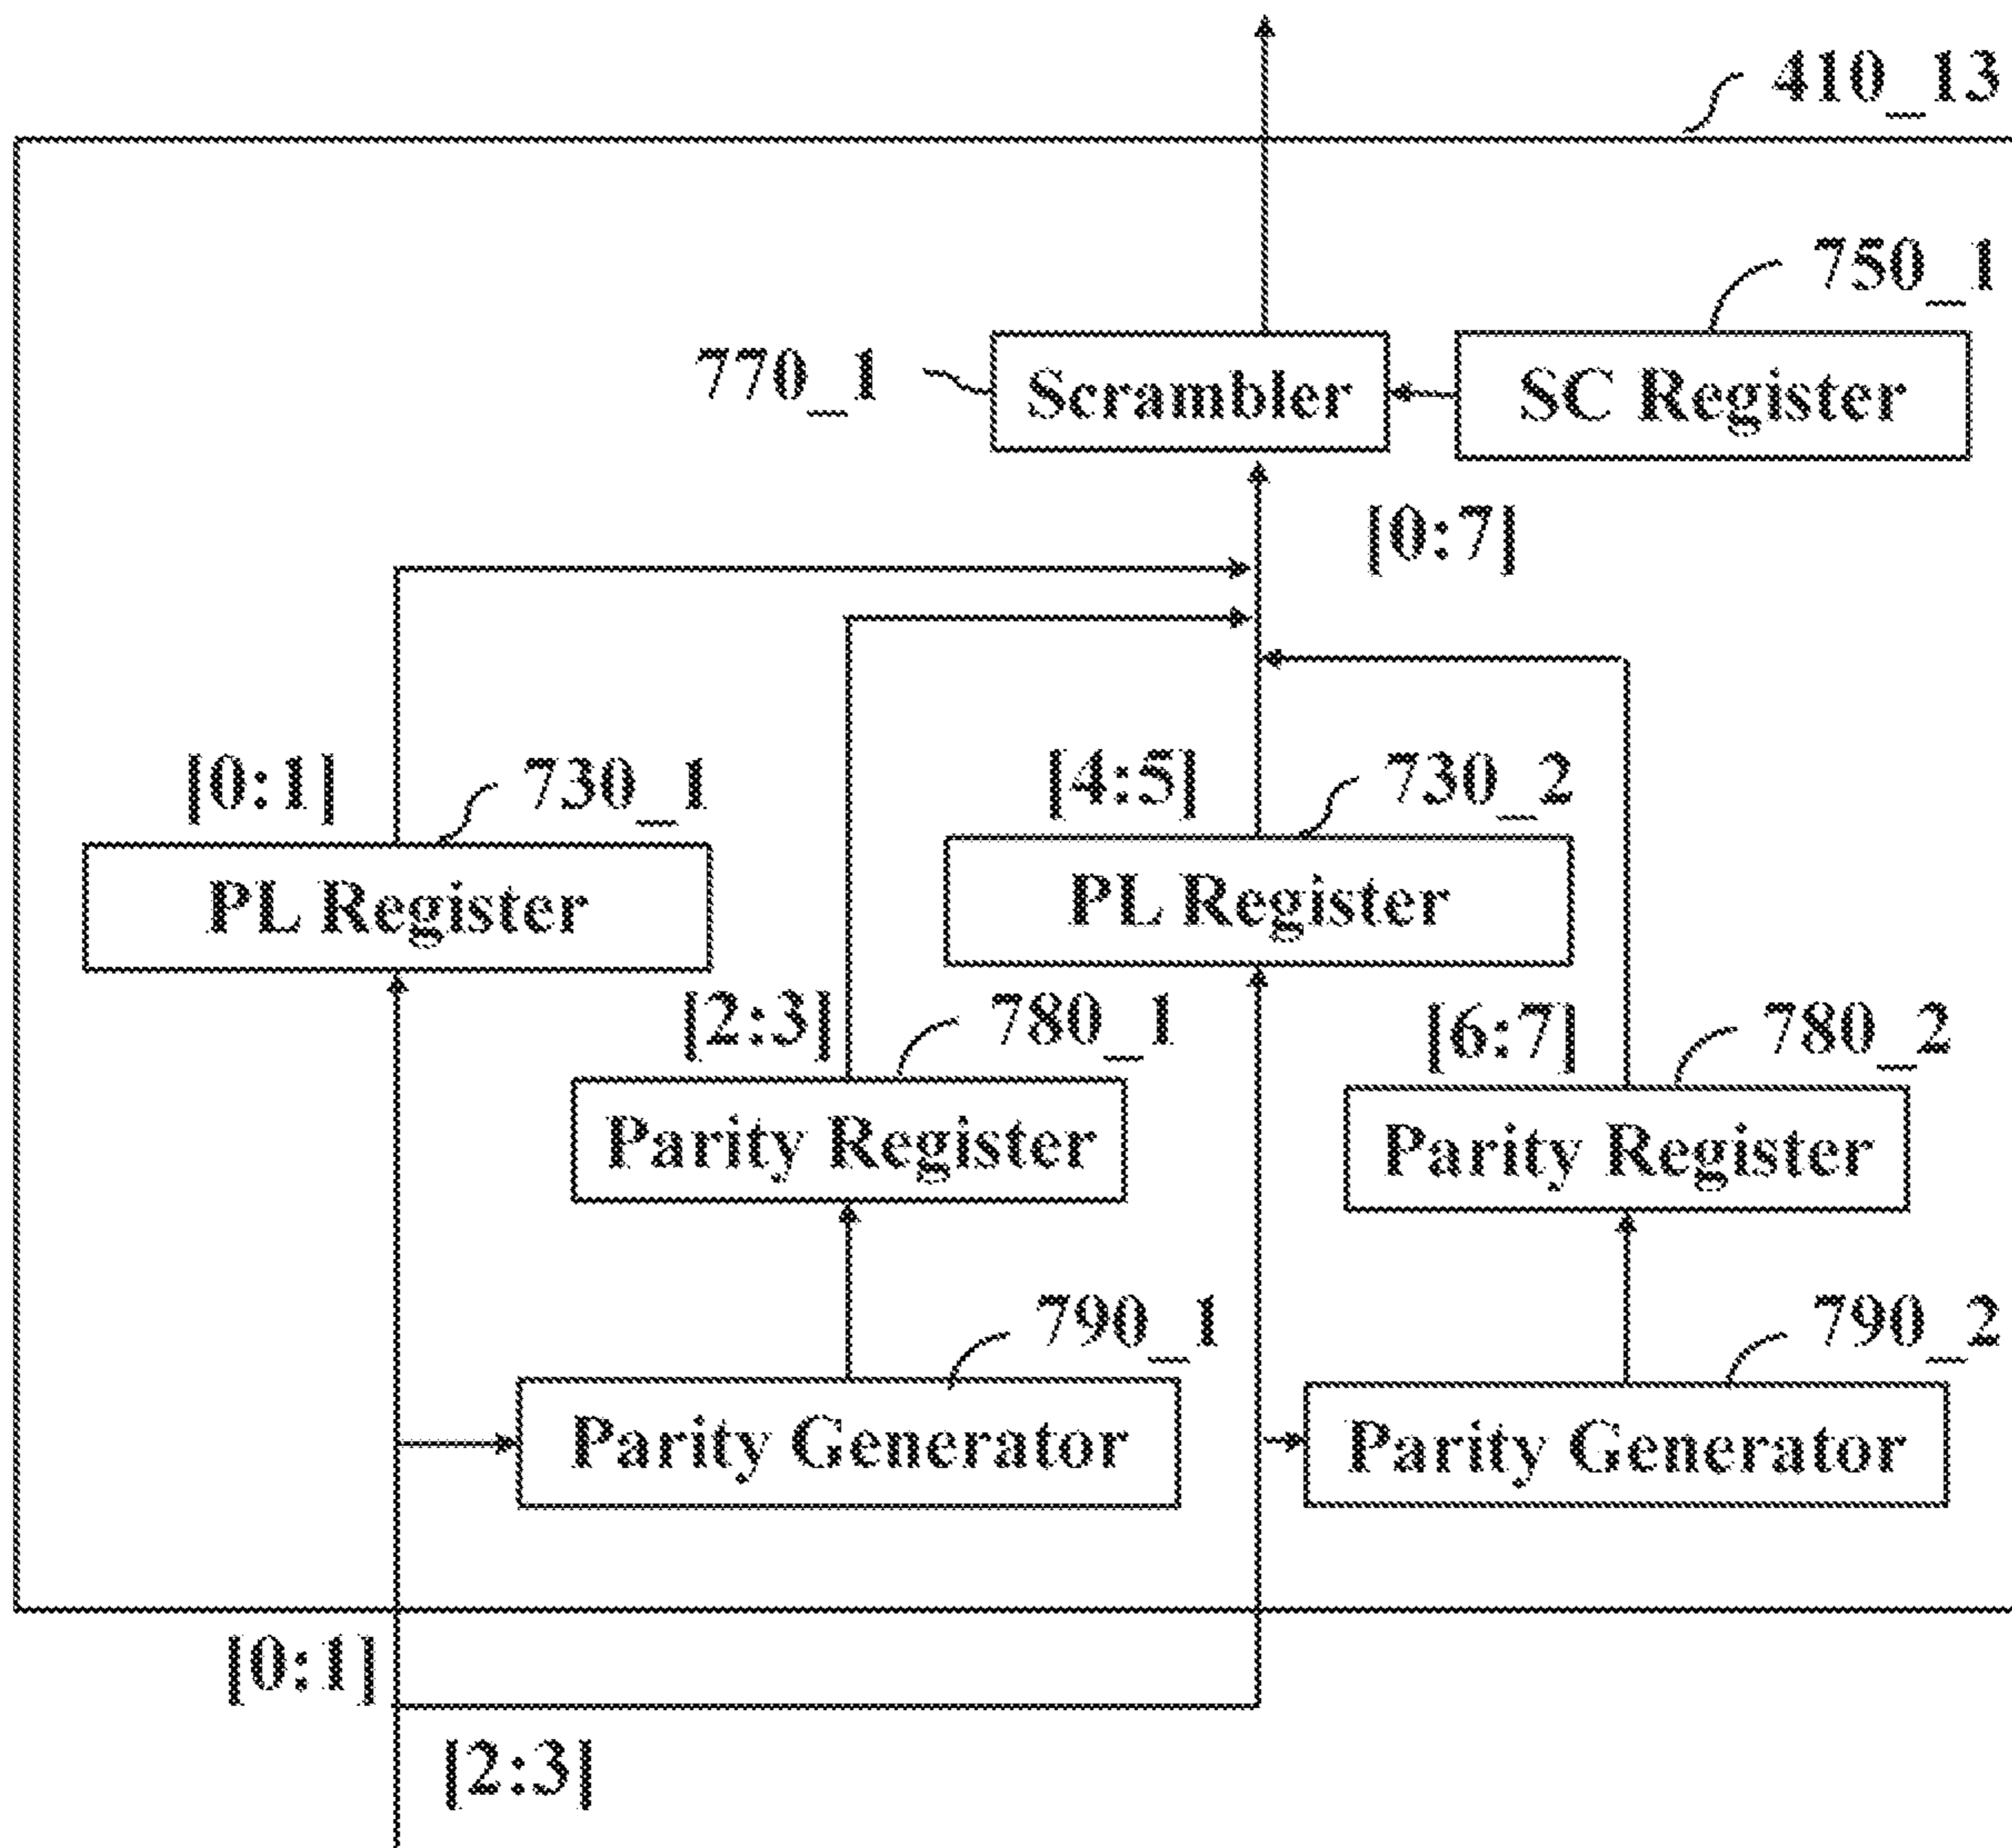 410_13
750_1
770_1
Scrambler
SC Register
[0:7]
[0:1]
730_1
[4:5]
730_2
PL Register
PL Register
[2:3]
780_1
[6:7]
780_2
Parity Register
Parity Register
790_1
790_2
Parity Generator
Parity Generator
[0:1]
[2:3]